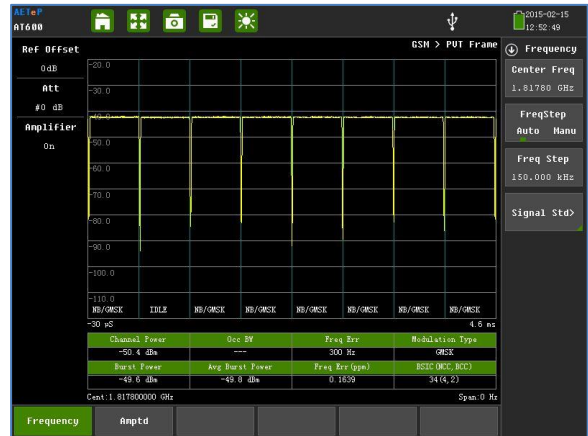 AETeP
AT600
2015-02-15
12:52:49
GSM > PVT Frame
Ref Offset
0dB
Att
#0 dB
Amplifier
On
-20.0
-30.0
-40.0
-50.0
-60.0
-70.0
-80.0
-90.0
-100.0
-110.0
NB/GMSK IDLE NB/GMSK NB/GMSK NB/GMSK NB/GMSK NB/GMSK NB/GMSK
-30 μS 4.6 ms
Channel Power Occ BW Freq Err Modulation Type
-50.4 dBm --- 300 Hz GMSK
Burst Power Avg Burst Power Freq Err(ppm) BSIC(NCC,BCC)
-49.6 dBm -49.8 dBm 0.1639 34(4,2)
Cent:1.817800000 GHz Span:0 Hz
Frequency
Center Freq
1.81780 GHz
FreqStep
Auto Manu
Freq Step
150.000 kHz
Signal Std>
Frequency Amptd